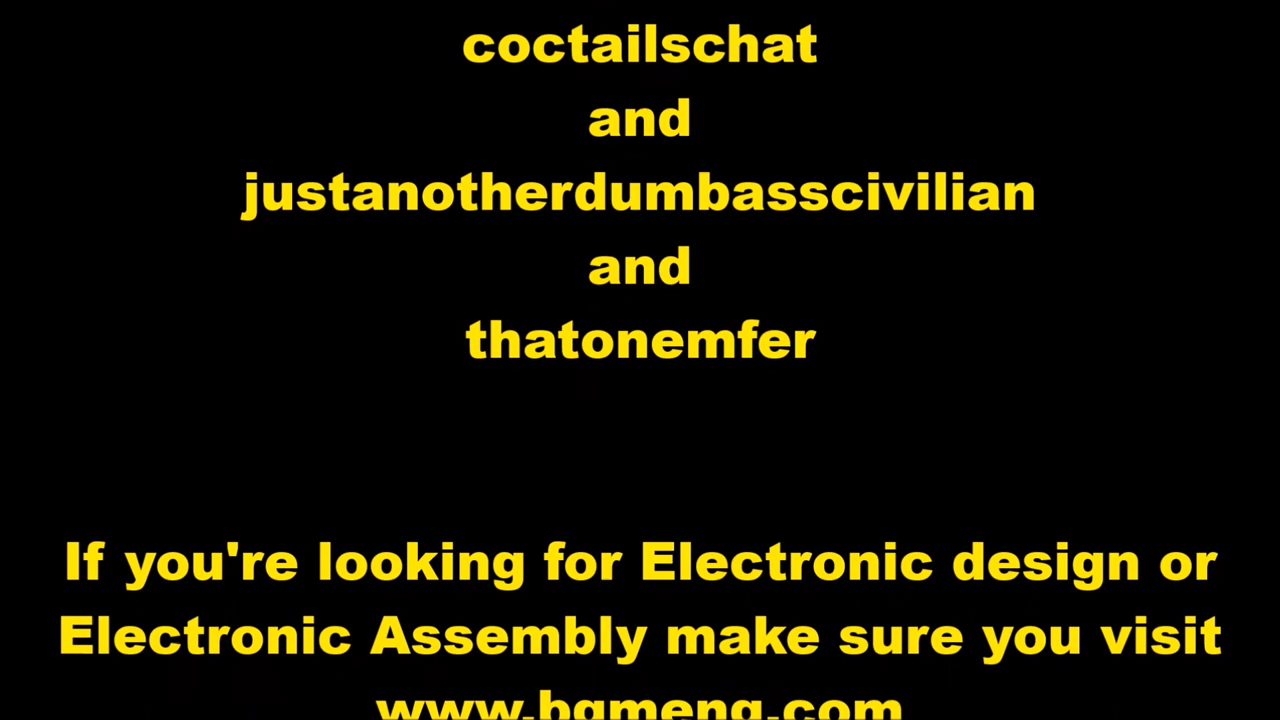 coctailschat
and
justanotherdumbasscivilian
and
thatonemfer
If you're looking for Electronic design or
Electronic Assembly make sure you visit
www.bgmeng.com